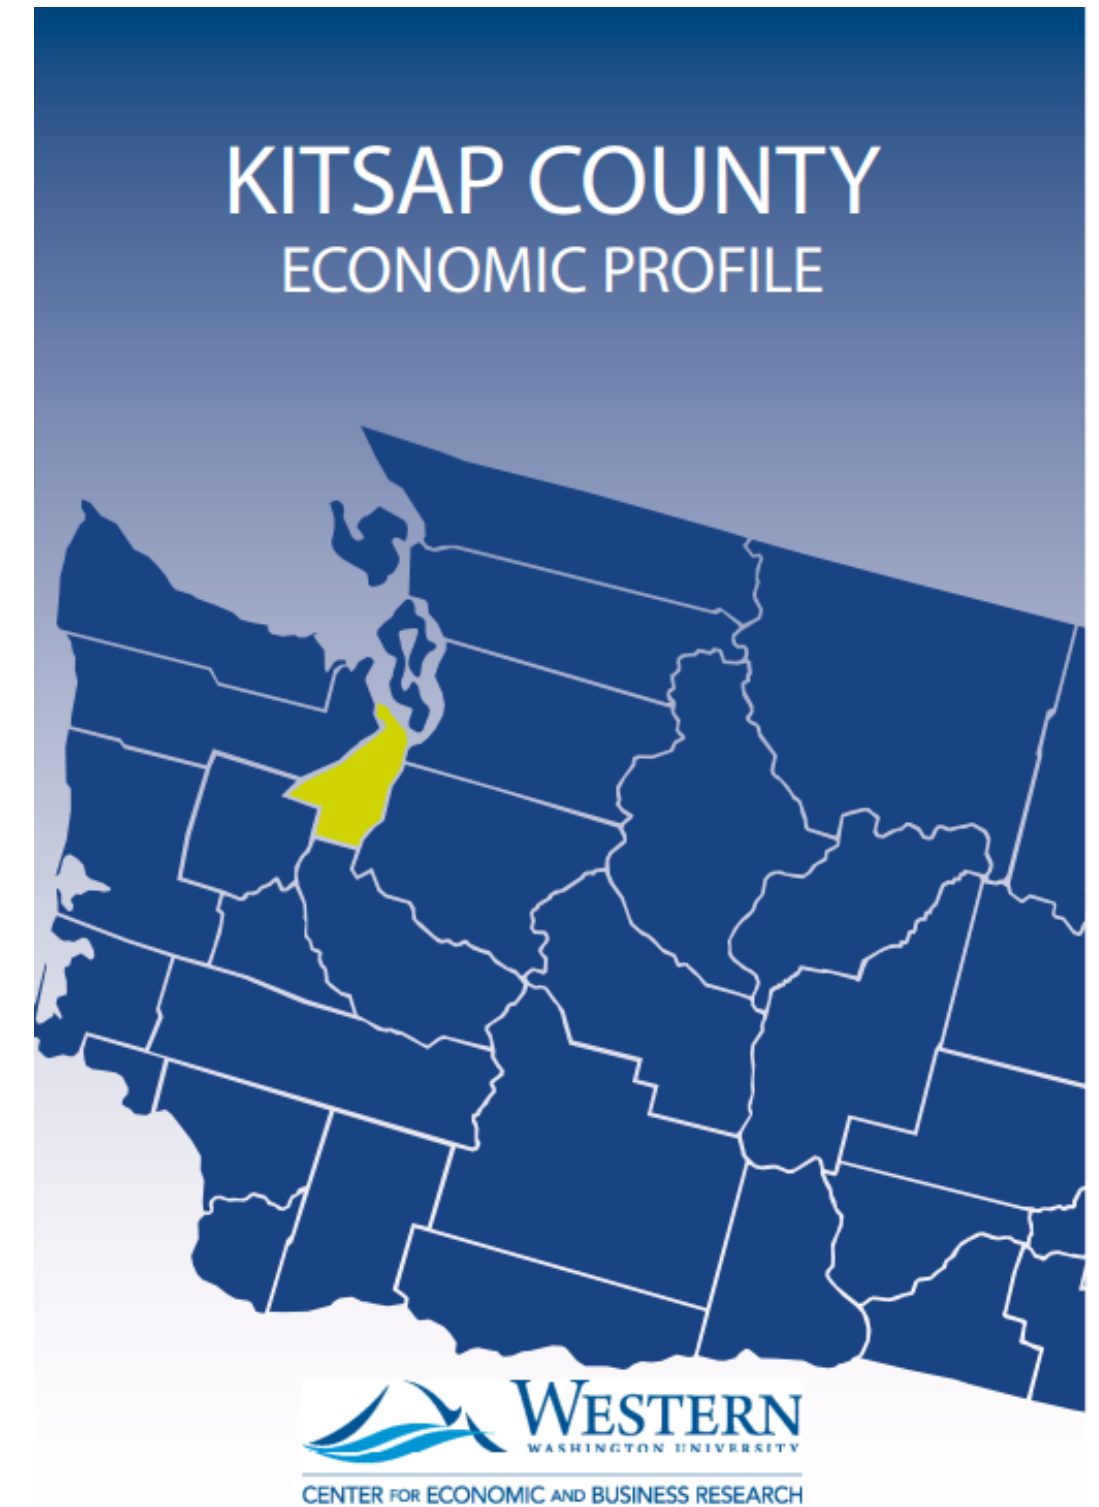 KITSAP COUNTY
ECONOMIC PROFILE
WESTERN
WASHINGTON UNIVERSITY
CENTER FOR ECONOMIC AND BUSINESS RESEARCH